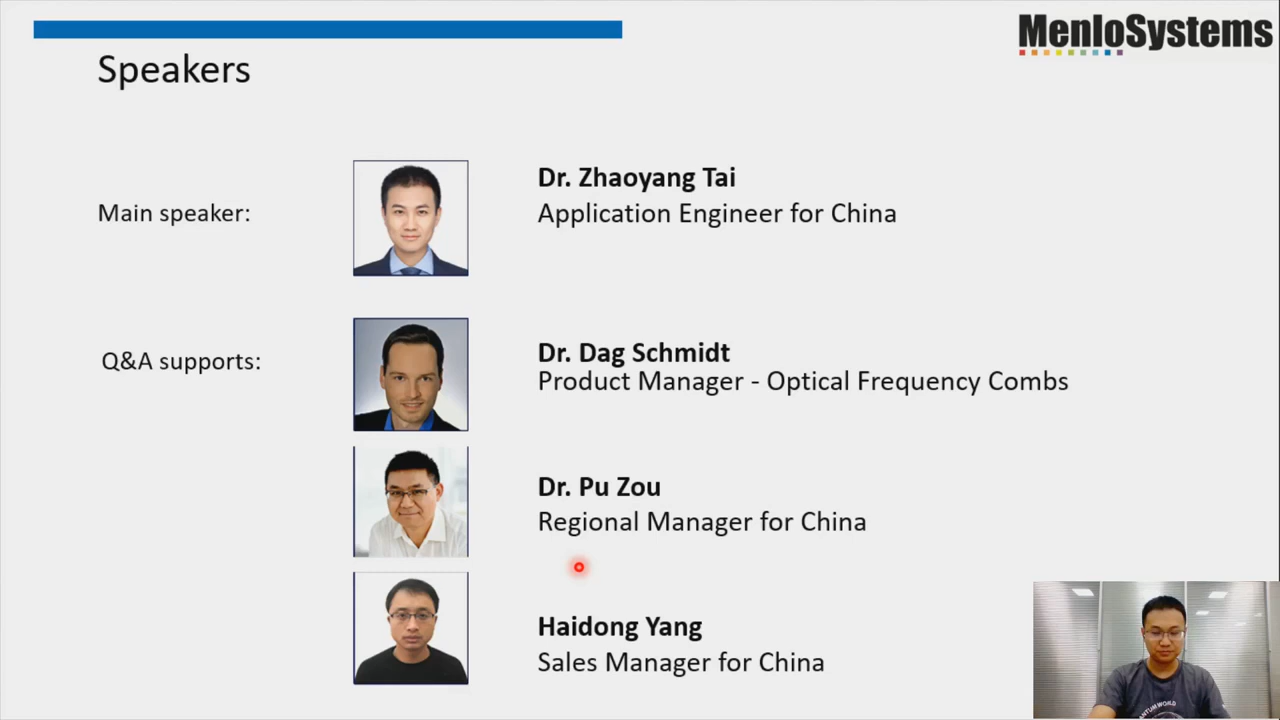 MenloSystems
Speakers
Main speaker:
Dr. Zhaoyang Tai
Application Engineer for China
Q&A supports:
Dr. Dag Schmidt
Product Manager - Optical Frequency Combs
Dr. Pu Zou
Regional Manager for China
Haidong Yang
Sales Manager for China
WORLD